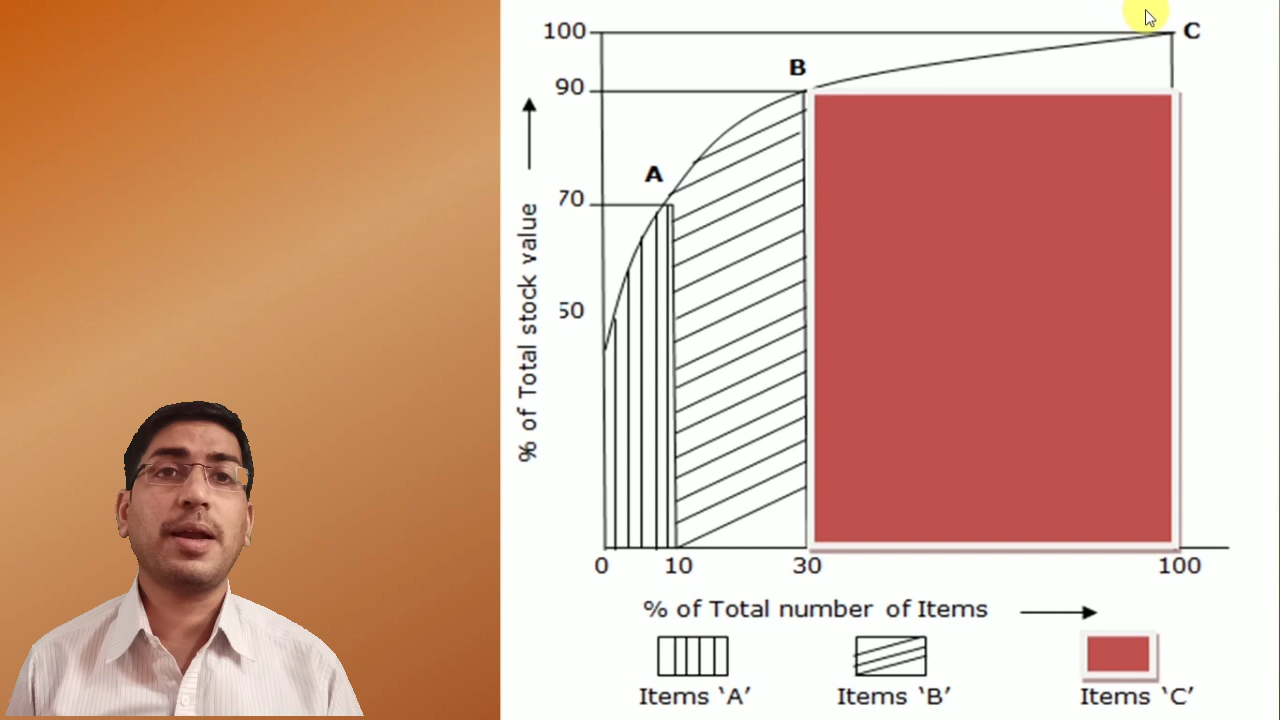 100
C
90
B
A
70
50
% of Total stock value
0 10 30 100
% of Total number of Items
Items ‘A’ Items ‘B’ Items ‘C’